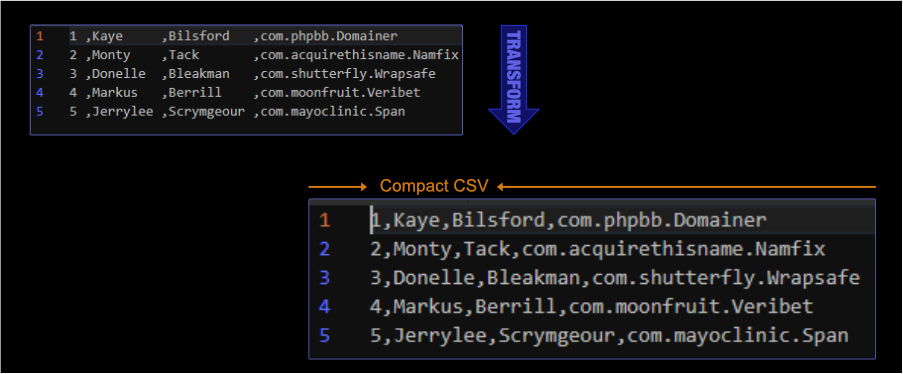 1 1 ,Kaye ,Bilsford ,com.phpbb.Domainer
2 2 ,Monty ,Tack ,com.acquirethisname.Namfix
3 3 ,Donelle ,Bleakman ,com.shutterfly.Wrapsafe
4 4 ,Markus ,Berrill ,com.moonfruit.Veribet
5 5 ,Jerrylee ,Scrymgeour ,com.mayoclinic.Span
TRANSFORM
Compact CSV
1 1,Kaye,Bilsford,com.phpbb.Domainer
2 2,Monty,Tack,com.acquirethisname.Namfix
3 3,Donelle,Bleakman,com.shutterfly.Wrapsafe
4 4,Markus,Berrill,com.moonfruit.Veribet
5 5,Jerrylee,Scrymgeour,com.mayoclinic.Span